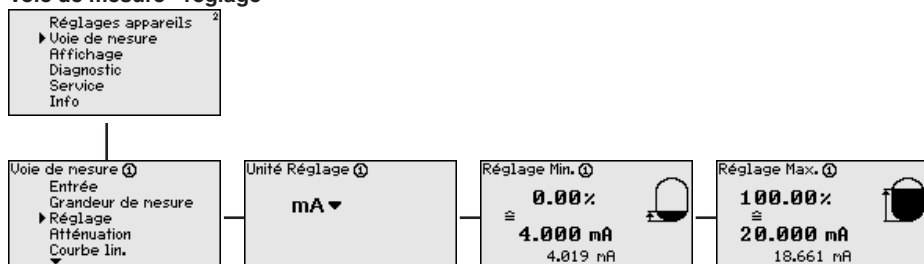 Voie de mesure - réglage
Réglages appareils 2
Voie de mesure
Affichage
Diagnostic
Service
Info
Voie de mesure ①
Entrée
Grandeur de mesure
Réglage
Atténuation
Courbe lin.
Unité Réglage ①
mA
Réglage Min. ①
0.00%
≙
4.000 mA
4.019 mA
Réglage Max. ①
100.00%
≙
20.000 mA
18.661 mA